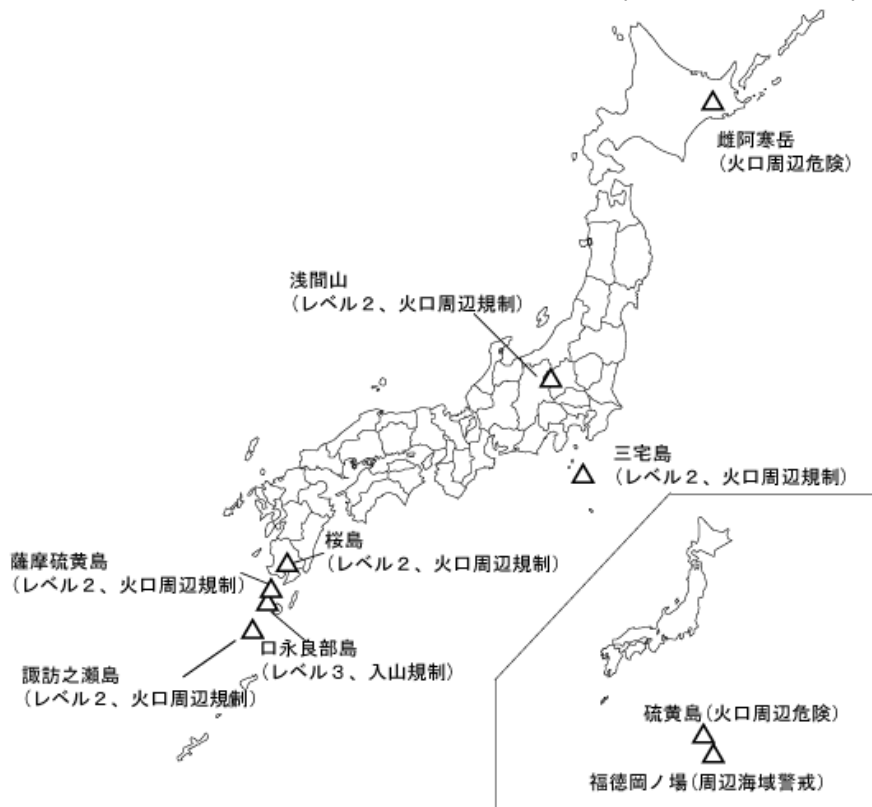 雌阿寒岳
(火口周辺危険)
浅間山
(レベル２、火口周辺規制)
三宅島
(レベル２、火口周辺規制)
桜島
(レベル２、火口周辺規制)
薩摩硫黄島
(レベル２、火口周辺規制)
口永良部島
(レベル３、入山規制)
諏訪之瀬島
(レベル２、火口周辺規制)
硫黄島(火口周辺危険)
福徳岡ノ場(周辺海域警戒)